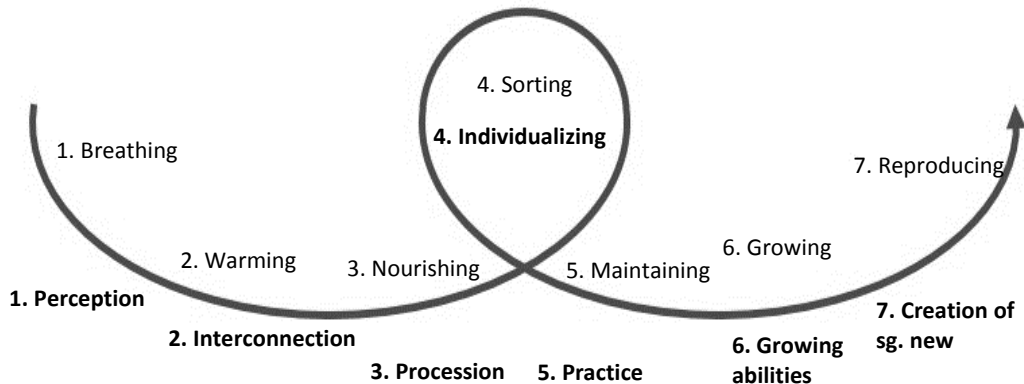 4. Sorting
4. Individualizing
1. Breathing
7. Reproducing
2. Warming
3. Nourishing
5. Maintaining
6. Growing
1. Perception
2. Interconnection
3. Procession
5. Practice
6. Growing
abilities
7. Creation of
sg. new